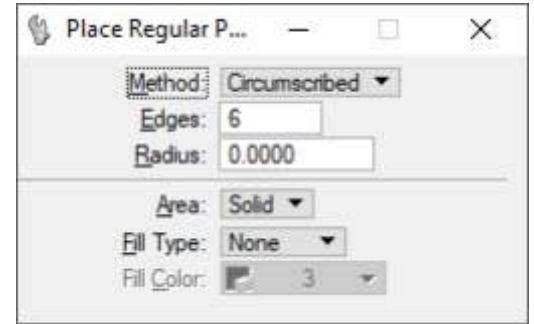 Place Regular P...
Method: Circumscribed
Edges: 6
Radius: 0.0000
Area: Solid
Fill Type: None
Fill Color: 3